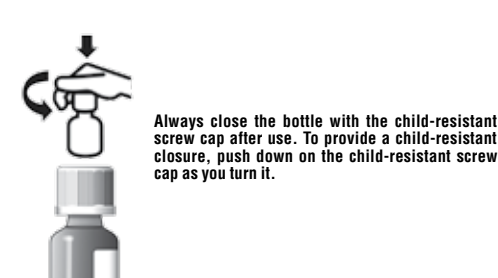 Always close the bottle with the child-resistant
screw cap after use. To provide a child-resistant
closure, push down on the child-resistant screw
cap as you turn it.